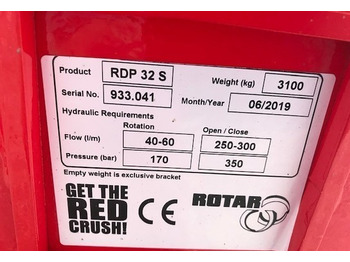 Product RDP 32 S Weight (kg) 3100
Serial No. 933.041 Month/Year 06/2019
Hydraulic Requirements
Rotation Open / Close
Flow (l/m) 40-60 250-300
Pressure (bar) 170 350
Empty weight is exclusive bracket
GET THE
RED
CRUSH!
CE
ROTAR